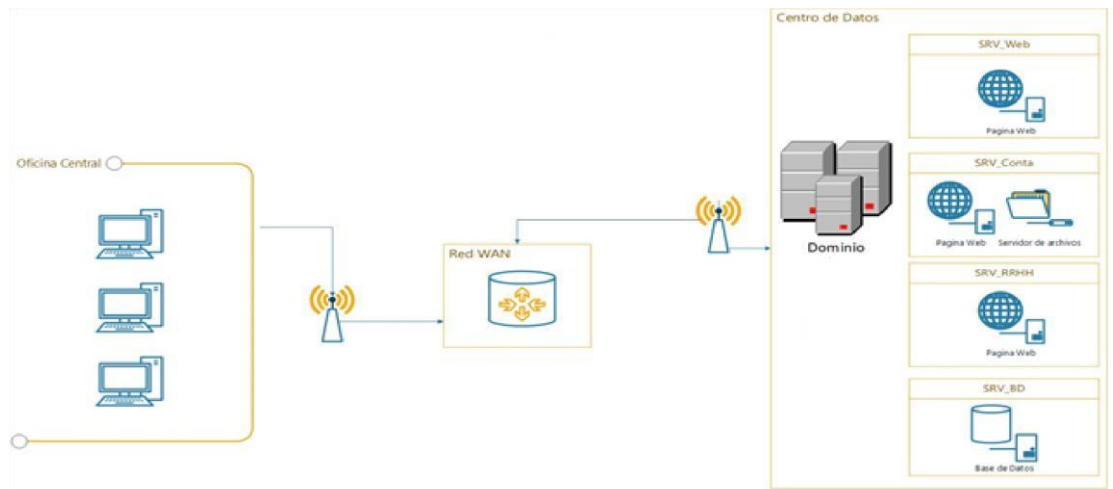 Centro de Datos
SRV_Web
Pagina Web
Oficina Central
SRV_Conta
Pagina Web
Servidor de archivos
Dominio
Red WAN
SRV_RRHH
Pagina Web
SRV_BD
Base de Datos